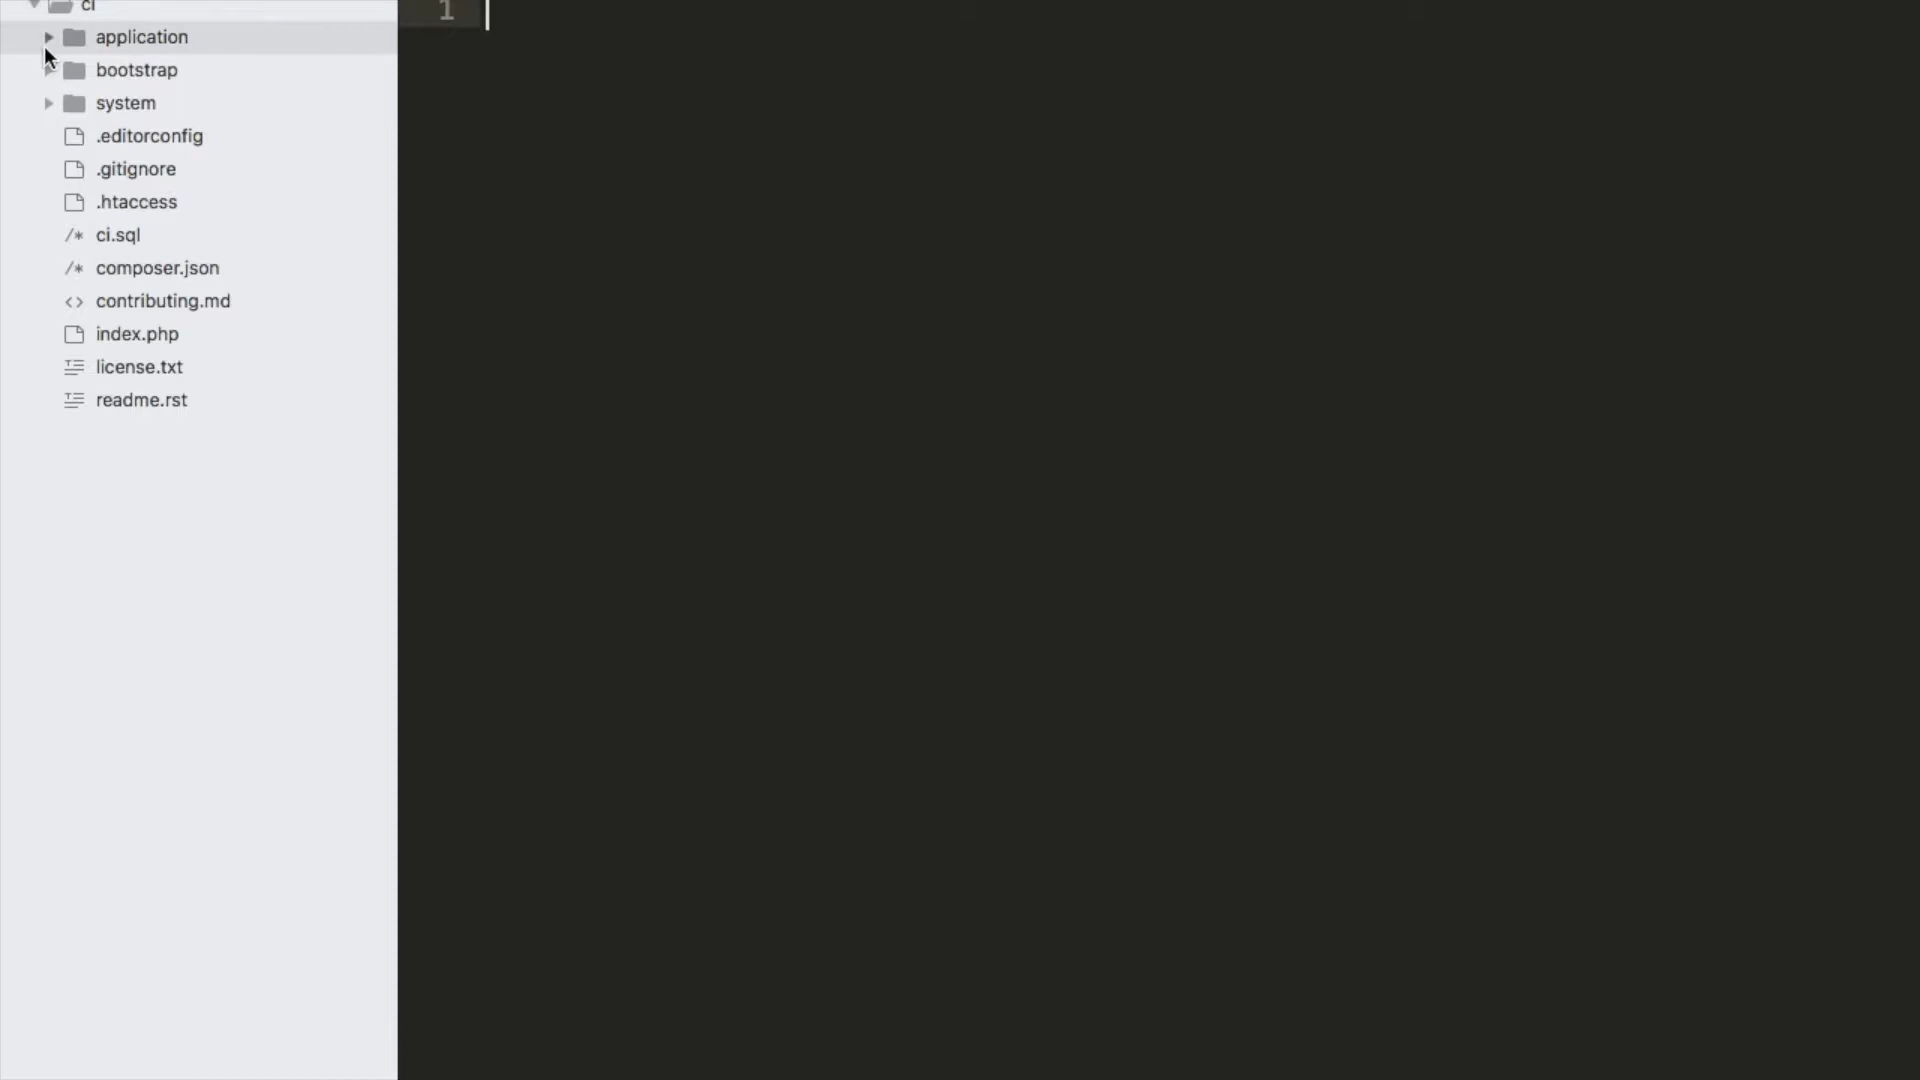 ci
1
application
bootstrap
system
.editorconfig
.gitignore
.htaccess
/* ci.sql
/* composer.json
<> contributing.md
index.php
license.txt
readme.rst